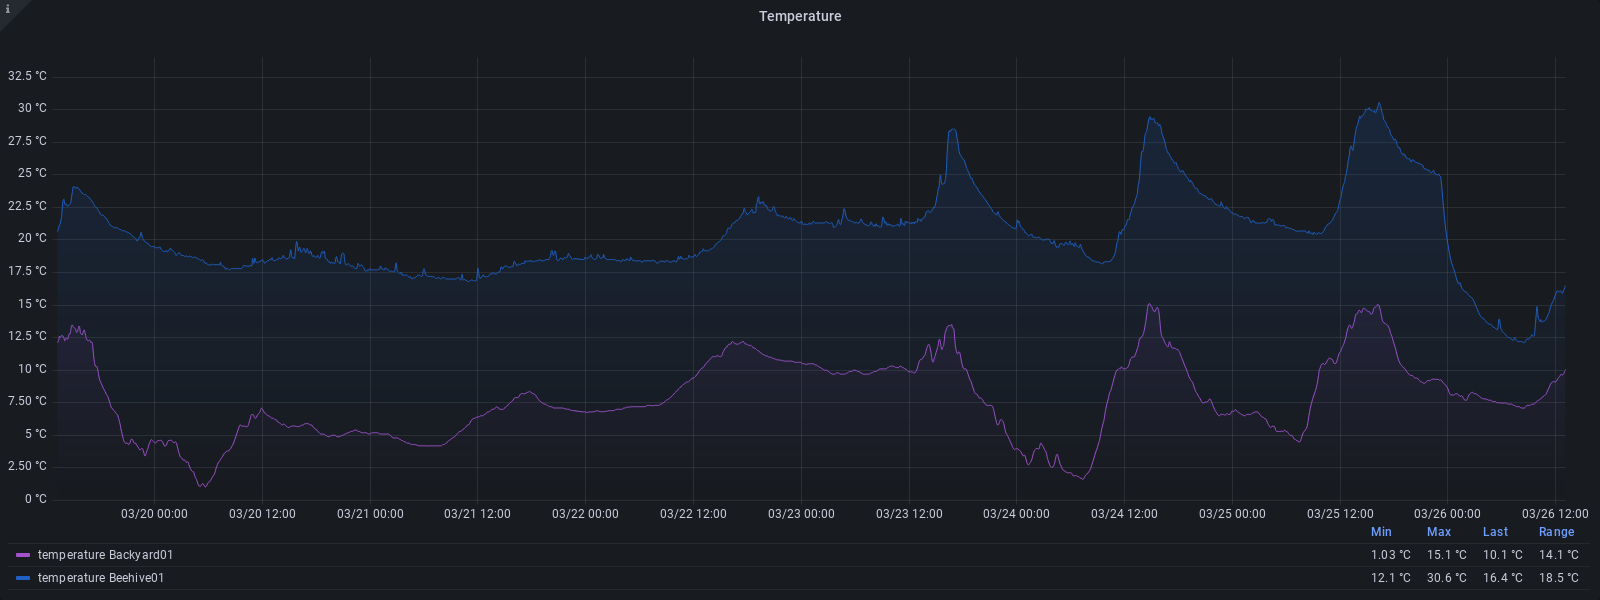 i
Temperature
32.5 °C
30 °C
27.5 °C
25 °C
22.5 °C
20 °C
17.5 °C
15 °C
12.5 °C
10 °C
7.50 °C
5 °C
2.50 °C
0 °C
03/20 00:00 03/20 12:00 03/21 00:00 03/21 12:00 03/22 00:00 03/22 12:00 03/23 00:00 03/23 12:00 03/24 00:00 03/24 12:00 03/25 00:00 03/25 12:00 03/26 00:00 03/26 12:00
Min Max Last Range
temperature Backyard01 1.03 °C 15.1 °C 10.1 °C 14.1 °C
temperature Beehive01 12.1 °C 30.6 °C 16.4 °C 18.5 °C